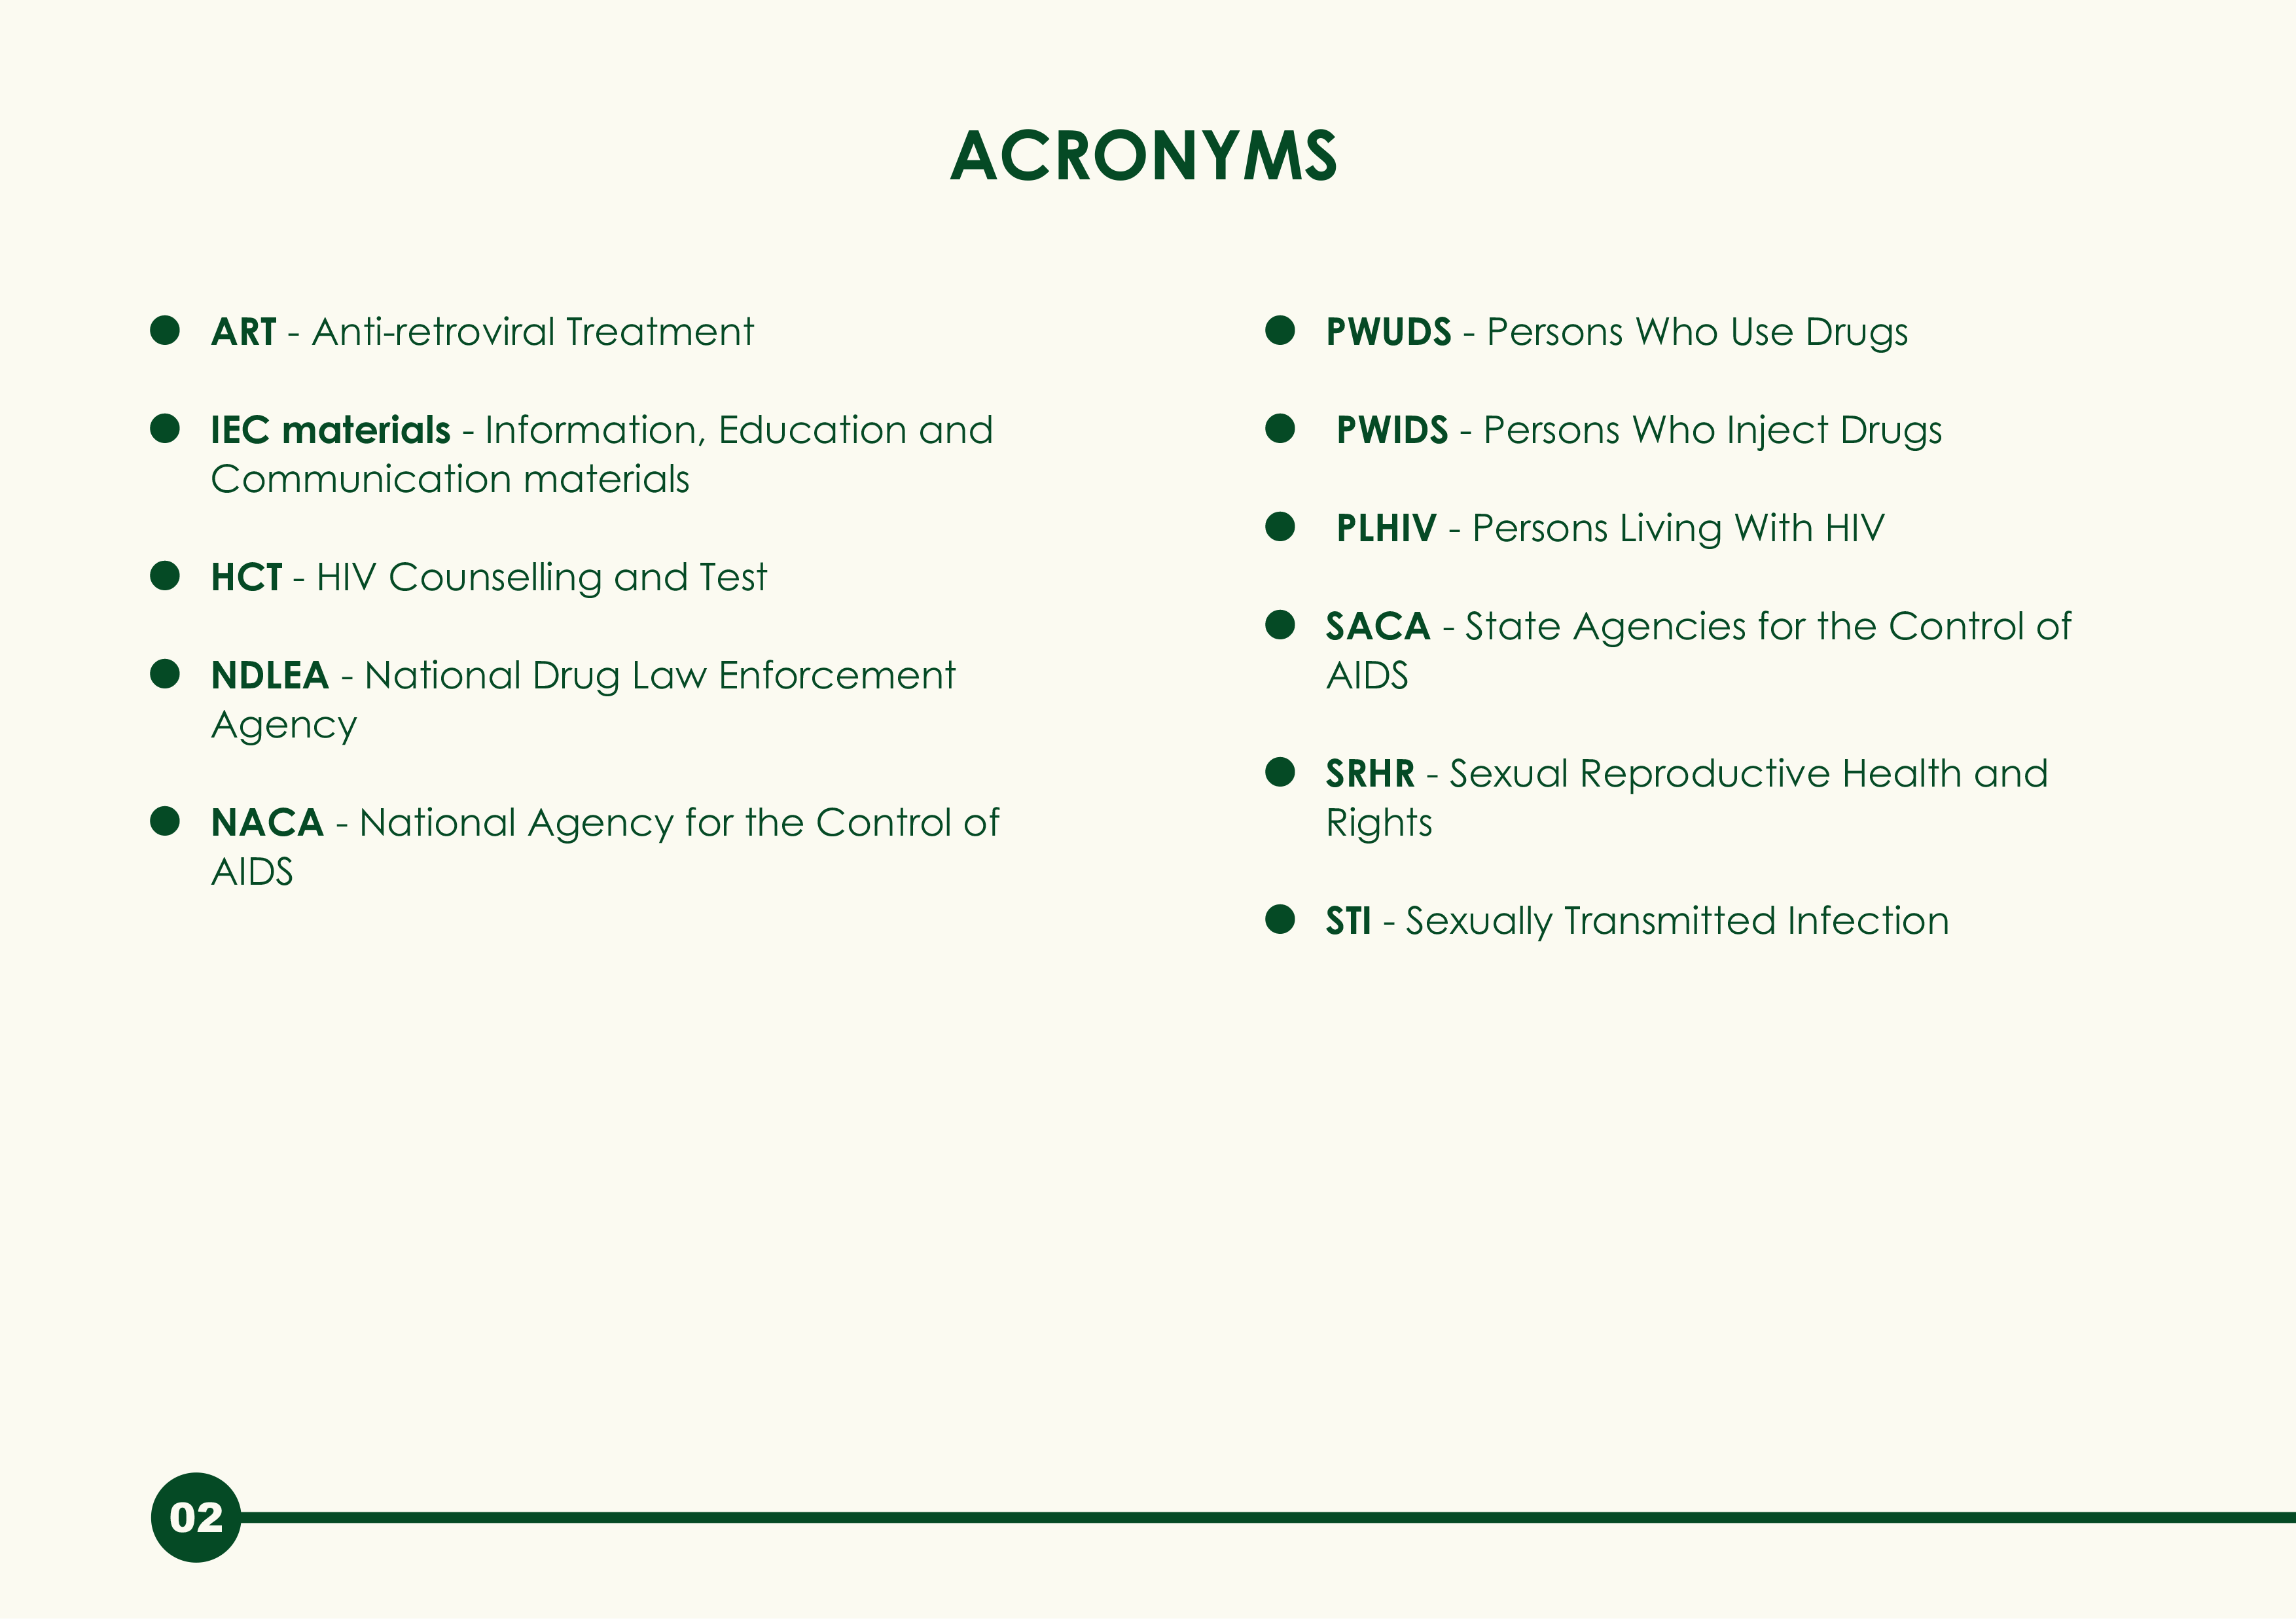 ACRONYMS
ART - Anti-retroviral Treatment
IEC materials - Information, Education and
Communication materials
HCT - HIV Counselling and Test
NDLEA - National Drug Law Enforcement
Agency
NACA - National Agency for the Control of
AIDS
PWUDS - Persons Who Use Drugs
PWIDS - Persons Who Inject Drugs
PLHIV - Persons Living With HIV
SACA - State Agencies for the Control of
AIDS
SRHR - Sexual Reproductive Health and
Rights
STI - Sexually Transmitted Infection
02